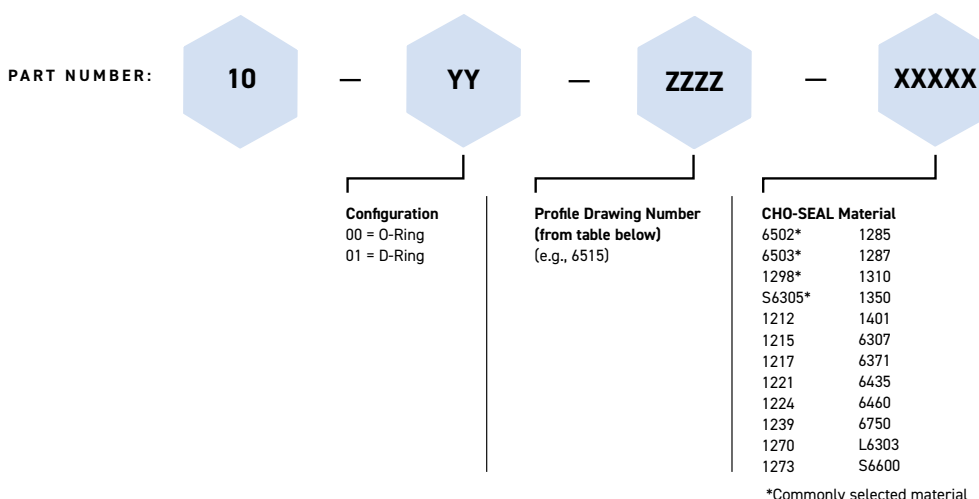 PART NUMBER: 10 — YY — ZZZZ — XXXXX
Configuration
00 = O-Ring
01 = D-Ring
Profile Drawing Number
(from table below)
(e.g., 6515)
CHO-SEAL Material
6502* 1285
6503* 1287
1298* 1310
S6305* 1350
1212 1401
1215 6307
1217 6371
1221 6435
1224 6460
1239 6750
1270 L6303
1273 S6600
*Commonly selected material